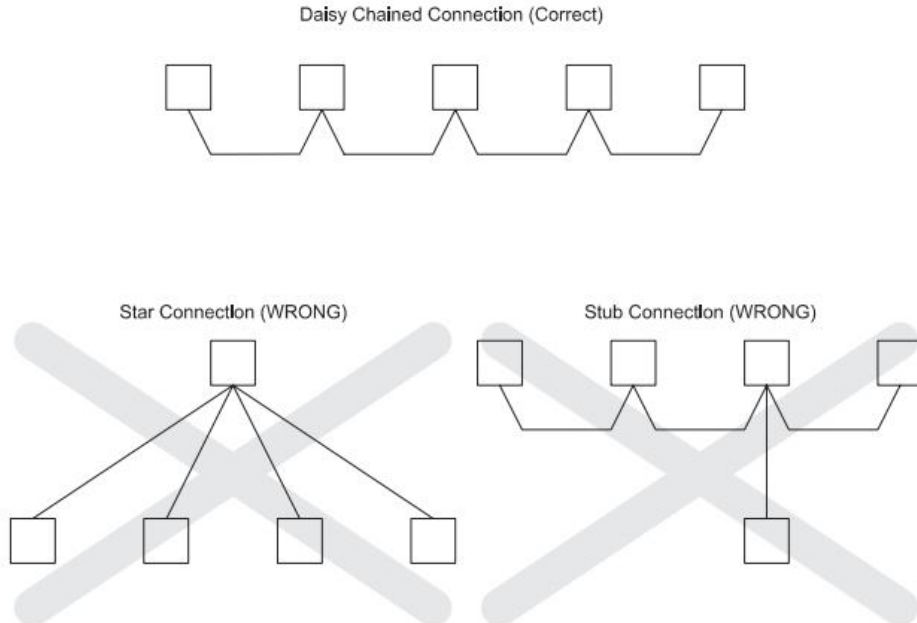 Daisy Chained Connection (Correct)
Star Connection (WRONG)
Stub Connection (WRONG)